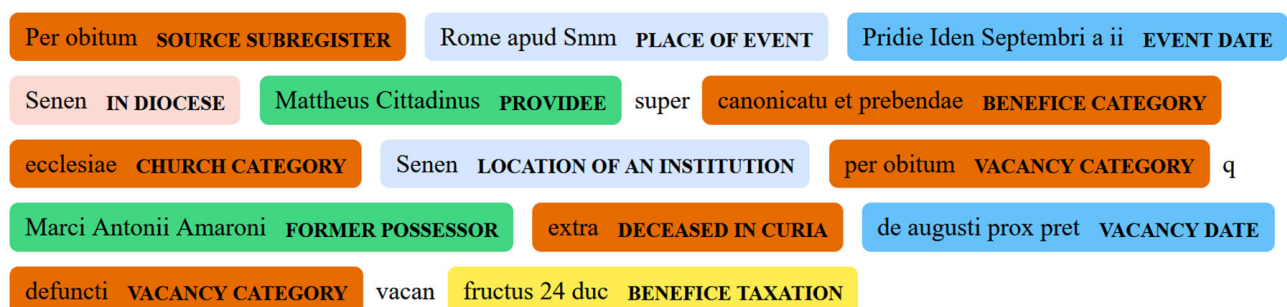 Per obitum SOURCE SUBREGISTER Rome apud Smm PLACE OF EVENT Pridie Iden Septembri a ii EVENT DATE
Senen IN DIOCESE Mattheus Cittadinus PROVIDEE super canonicatu et prebendae BENEFICE CATEGORY
ecclesiae CHURCH CATEGORY Senen LOCATION OF AN INSTITUTION per obitum VACANCY CATEGORY q
Marci Antonii Amaroni FORMER POSSESSOR extra DECEASED IN CURIA de augusti prox pret VACANCY DATE
defuncti VACANCY CATEGORY vacan fructus 24 duc BENEFICE TAXATION